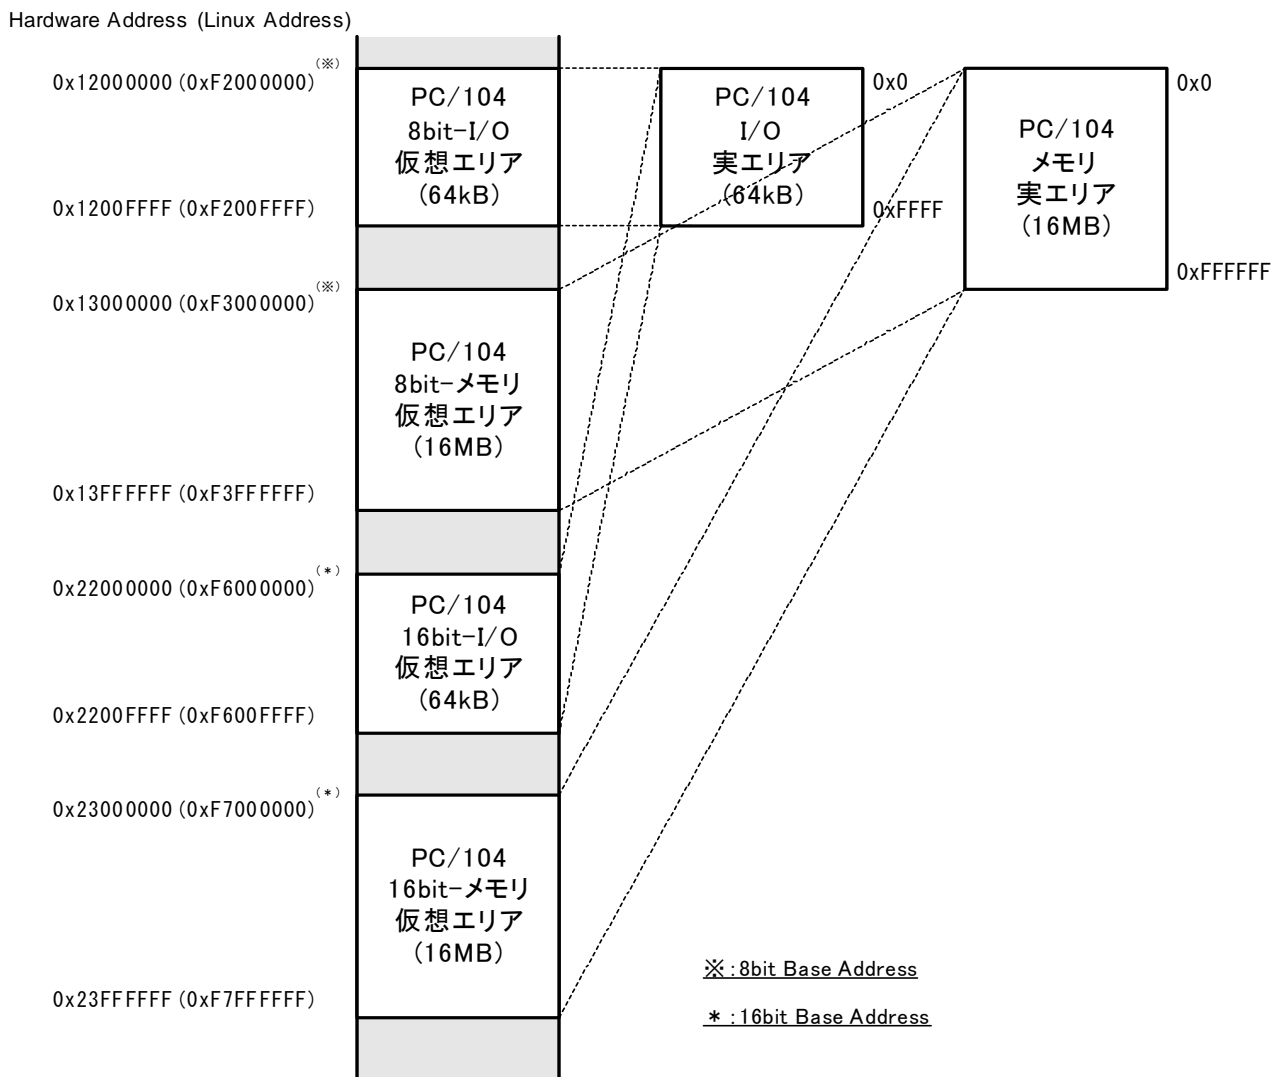 Hardware Address (Linux Address)
0x12000000 (0xF2000000)(※)
PC/104
8bit-I/O
仮想エリア
(64kB)
0x1200FFFF (0xF200FFFF)
PC/104
I/O
実エリア
(64kB)
0x0
0xFFFF
PC/104
メモリ
実エリア
(16MB)
0x0
0xFFFFFF
0x13000000 (0xF3000000)(※)
PC/104
8bit-メモリ
仮想エリア
(16MB)
0x13FFFFFF (0xF3FFFFFF)
0x22000000 (0xF6000000)(*)
PC/104
16bit-I/O
仮想エリア
(64kB)
0x2200FFFF (0xF600FFFF)
0x23000000 (0xF7000000)(*)
PC/104
16bit-メモリ
仮想エリア
(16MB)
0x23FFFFFF (0xF7FFFFFF)
※:8bit Base Address
*:16bit Base Address